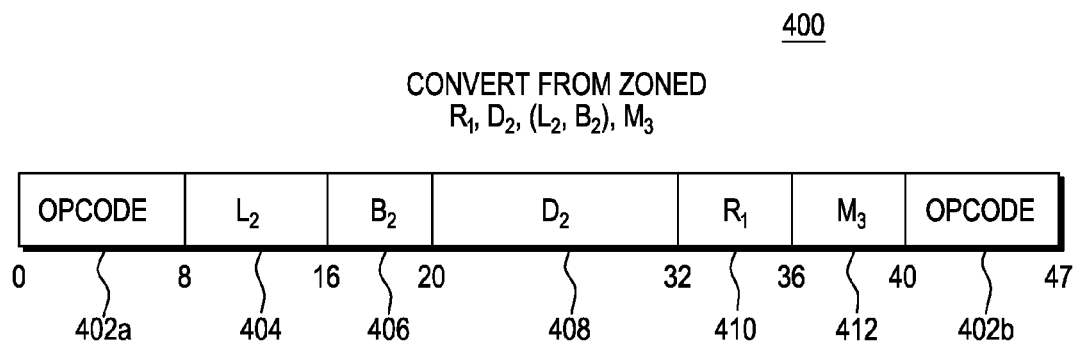 400
CONVERT FROM ZONED
R₁, D₂, (L₂, B₂), M₃
OPCODE L₂ B₂ D₂ R₁ M₃ OPCODE
0 8 16 20 32 36 40 47
402a 404 406 408 410 412 402b